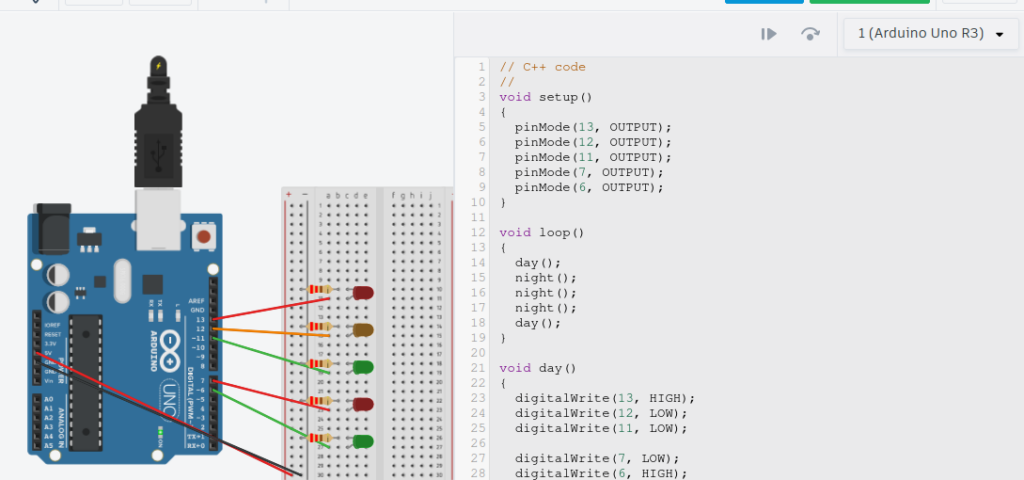 1 (Arduino Uno R3)
1 // C++ code
2 //
3 void setup()
4 {
5 pinMode(13, OUTPUT);
6 pinMode(12, OUTPUT);
7 pinMode(11, OUTPUT);
8 pinMode(7, OUTPUT);
9 pinMode(6, OUTPUT);
10 }
11
12 void loop()
13 {
14 day();
15 night();
16 night();
17 night();
18 day();
19 }
20
21 void day()
22 {
23 digitalWrite(13, HIGH);
24 digitalWrite(12, LOW);
25 digitalWrite(11, LOW);
26
27 digitalWrite(7, LOW);
28 digitalWrite(6, HIGH);
+ − a b c d e f g h i j
AREF
GND
13
12
~11
~10
~9
8
7
~6
~5
4
~3
2
TX→1
RX←0
DIGITAL (PWM~)
IOREF
RESET
3.3V
5V
GND
Vin
POWER
A0
A1
A2
A3
A4
A5
ANALOG IN
RX
TX
L
ARDUINO
UNO
ON